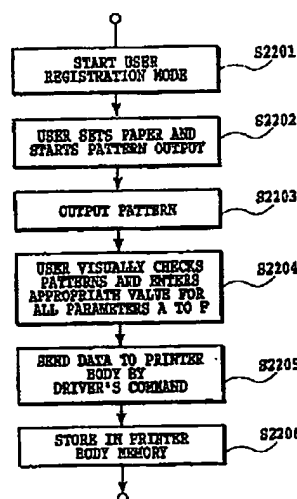 START USER
REGISTRATION MODE
S2201
USER SETS PAPER AND
STARTS PATTERN OUTPUT
S2202
OUTPUT PATTERN
S2203
USER VISUALLY CHECKS
PATTERNS AND ENTERS
APPROPRIATE VALUE FOR
ALL PARAMETERS A TO F
S2204
SEND DATA TO PRINTER
BODY BY
DRIVER'S COMMAND
S2205
STORE IN PRINTER
BODY MEMORY
S2206